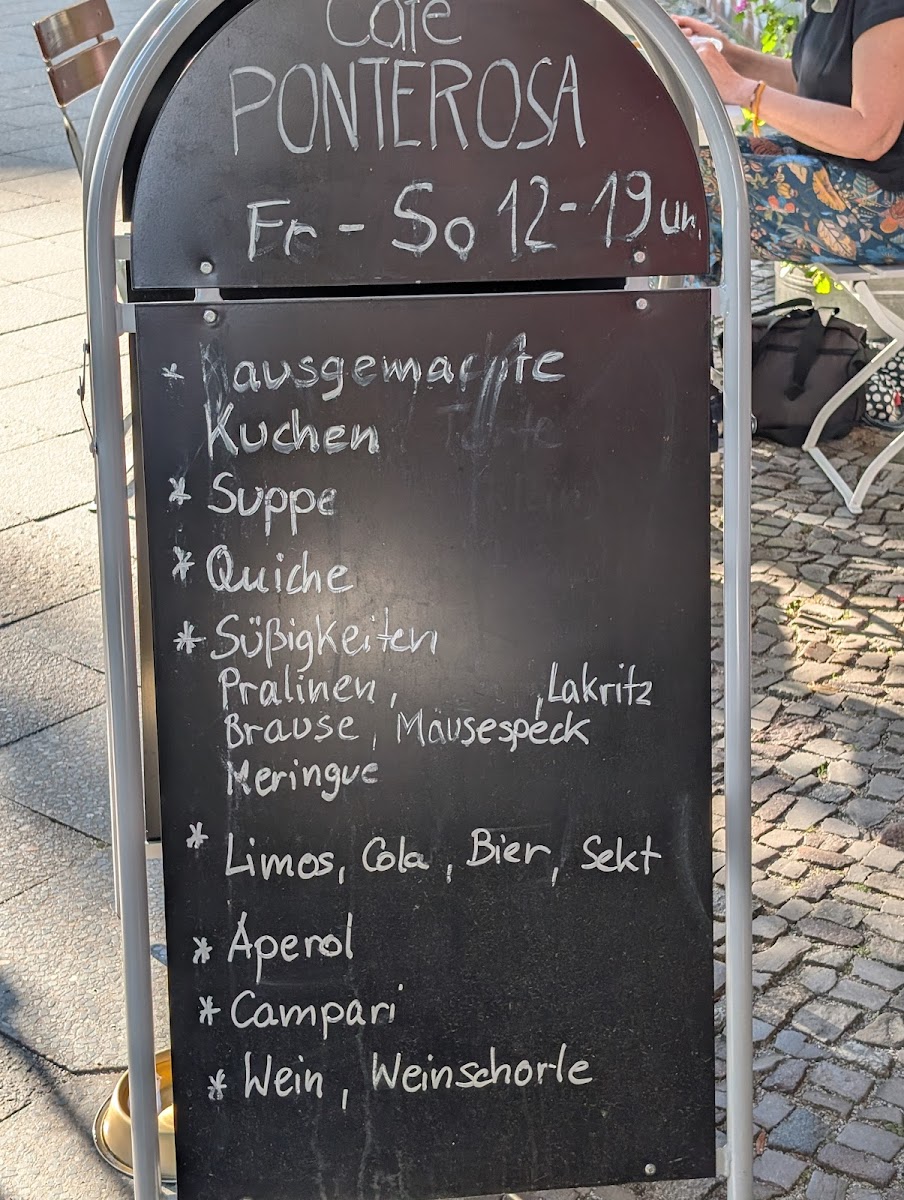 Café
PONTEROSA
Fr - So 12-19 Uhr
* Hausgemachte
Kuchen
* Suppe
* Quiche
* Süßigkeiten
Pralinen, , Lakritz
Brause, Mäusespeck
Meringue
* Limos, Cola, Bier, Sekt
* Aperol
* Campari
* Wein, Weinschorle